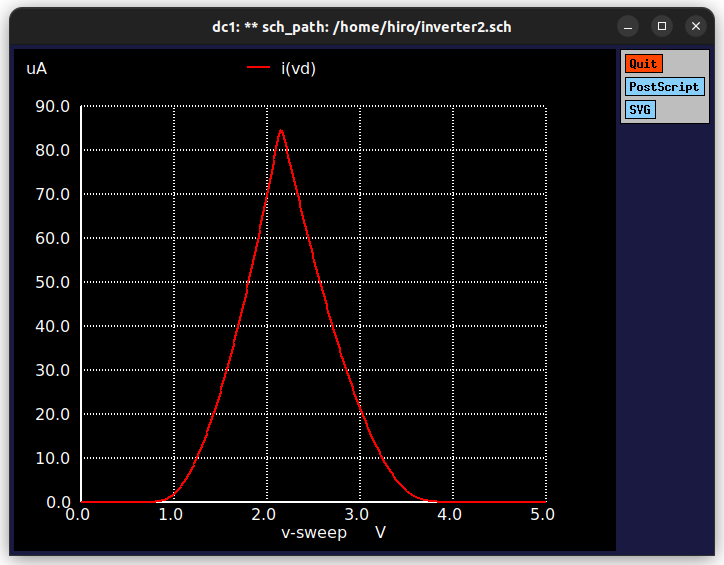 dc1: ** sch_path: /home/hiro/inverter2.sch
uA
i(vd)
Quit
PostScript
SVG
90.0
80.0
70.0
60.0
50.0
40.0
30.0
20.0
10.0
0.0
0.0 1.0 2.0 3.0 4.0 5.0
v-sweep V